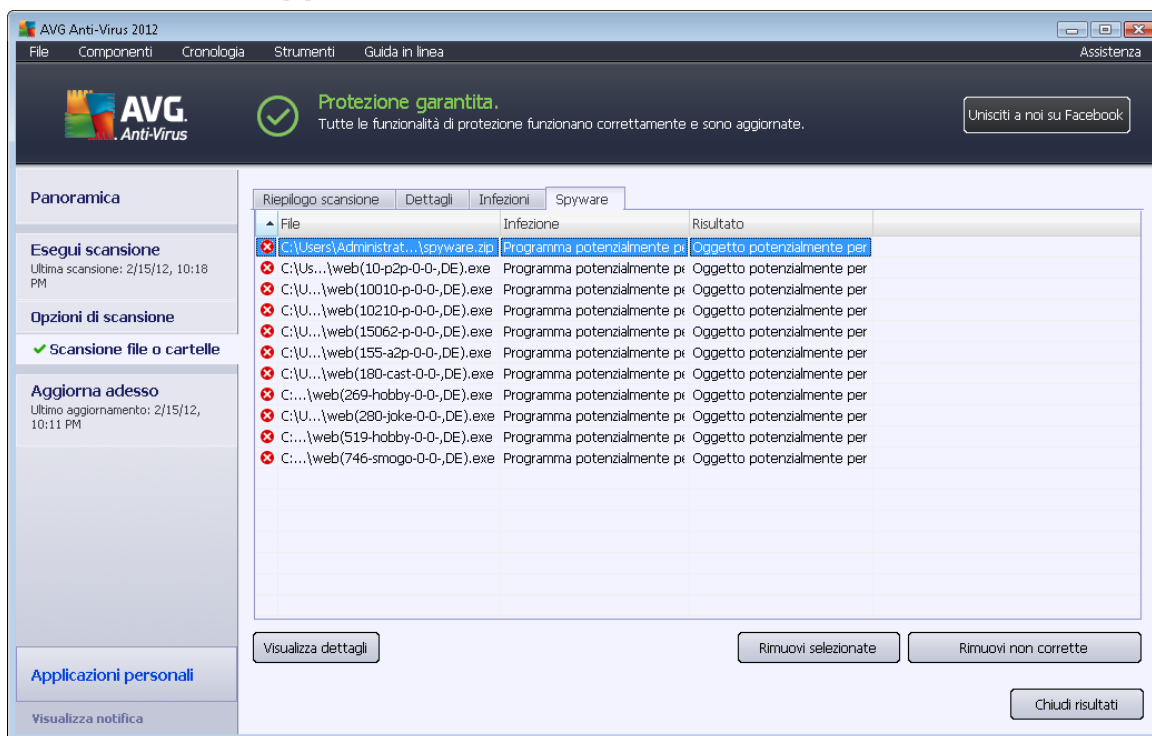 AVG Anti-Virus 2012
File Componenti Cronologia Strumenti Guida in linea Assistenza
AVG.
Anti-Virus
Protezione garantita.
Tutte le funzionalità di protezione funzionano correttamente e sono aggiornate.
Unisciti a noi su Facebook
Panoramica
Esegui scansione
Ultima scansione: 2/15/12, 10:18
PM
Opzioni di scansione
Scansione file o cartelle
Aggiorna adesso
Ultimo aggiornamento: 2/15/12,
10:11 PM
Applicazioni personali
Visualizza notifica
Riepilogo scansione Dettagli Infezioni Spyware
File Infezione Risultato
C:\Users\Administrat...\spyware.zip Programma potenzialmente pe Oggetto potenzialmente per
C:\Us...\web(10-p2p-0-0-,DE).exe Programma potenzialmente pe Oggetto potenzialmente per
C:\U...\web(10010-p-0-0-,DE).exe Programma potenzialmente pe Oggetto potenzialmente per
C:\U...\web(10210-p-0-0-,DE).exe Programma potenzialmente pe Oggetto potenzialmente per
C:\U...\web(15062-p-0-0-,DE).exe Programma potenzialmente pe Oggetto potenzialmente per
C:\U...\web(155-a2p-0-0-,DE).exe Programma potenzialmente pe Oggetto potenzialmente per
C:\U...\web(180-cast-0-0-,DE).exe Programma potenzialmente pe Oggetto potenzialmente per
C:...\web(269-hobby-0-0-,DE).exe Programma potenzialmente pe Oggetto potenzialmente per
C:\U...\web(280-joke-0-0-,DE).exe Programma potenzialmente pe Oggetto potenzialmente per
C:...\web(519-hobby-0-0-,DE).exe Programma potenzialmente pe Oggetto potenzialmente per
C:...\web(746-smogo-0-0-,DE).exe Programma potenzialmente pe Oggetto potenzialmente per
Visualizza dettagli Rimuovi selezionate Rimuovi non corrette
Chiudi risultati